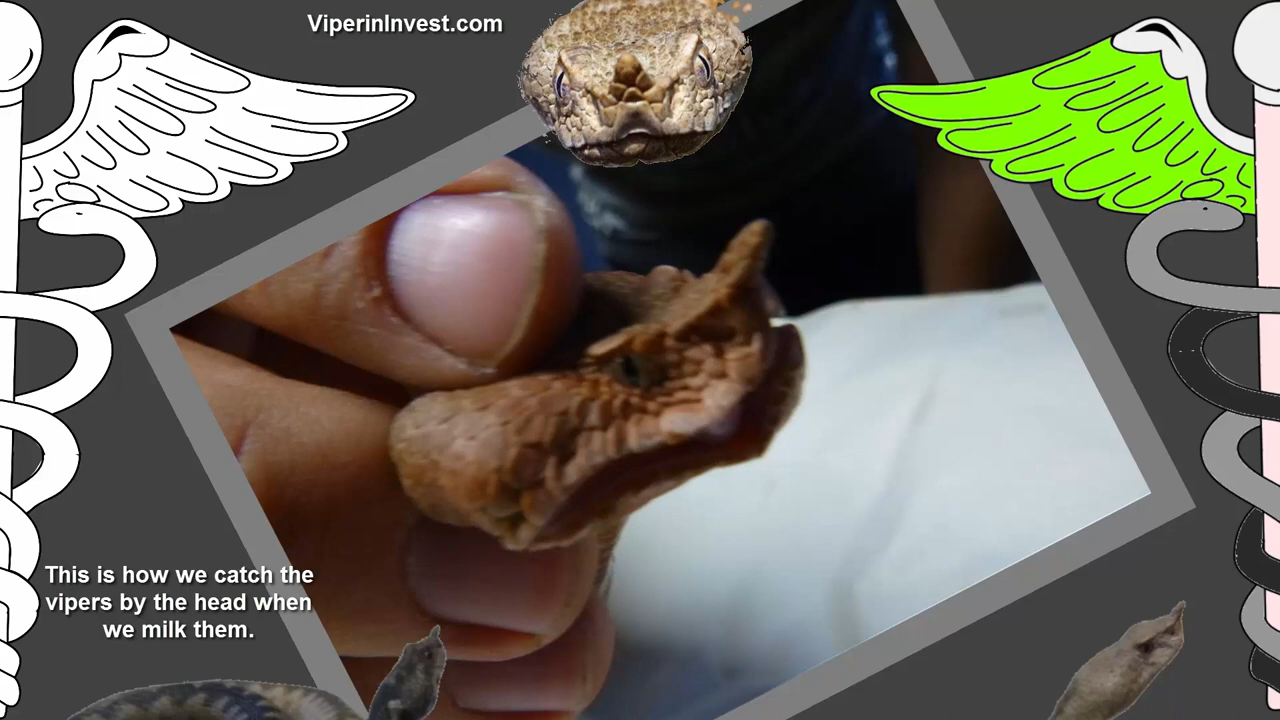 ViperinInvest.com
This is how we catch the
vipers by the head when
we milk them.